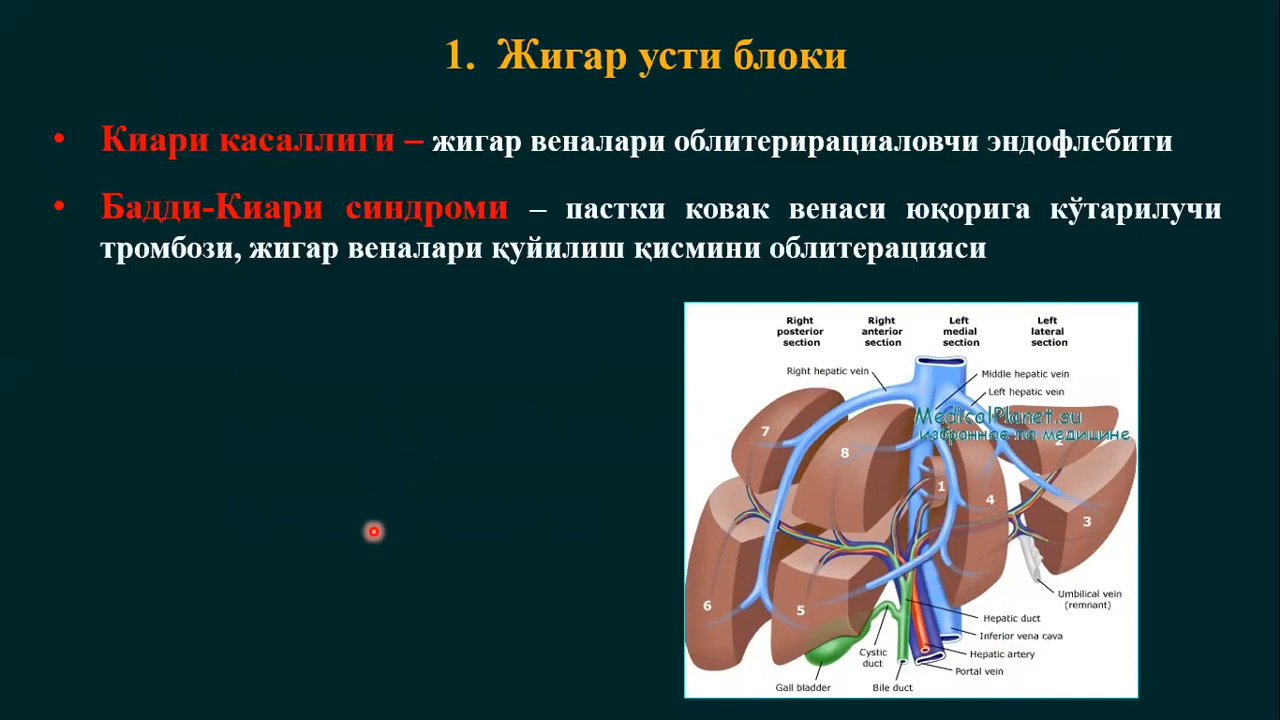 1. Жигар усти блоки
• Киари касаллиги – жигар веналари облитерирациаловчи эндофлебити
• Бадди-Киари синдроми – пастки ковак венаси юқорига кўтарилучи
тромбози, жигар веналари қуйилиш қисмини облитерацияси
Right posterior section
Right anterior section
Left medial section
Left lateral section
Right hepatic vein
Middle hepatic vein
Left hepatic vein
MedicalPlanet.su
избранное по медицине
7
8
2
1
4
3
6
5
Umbilical vein
(remnant)
Hepatic duct
Inferior vena cava
Cystic
duct
Hepatic artery
Portal vein
Gall bladder
Bile duct